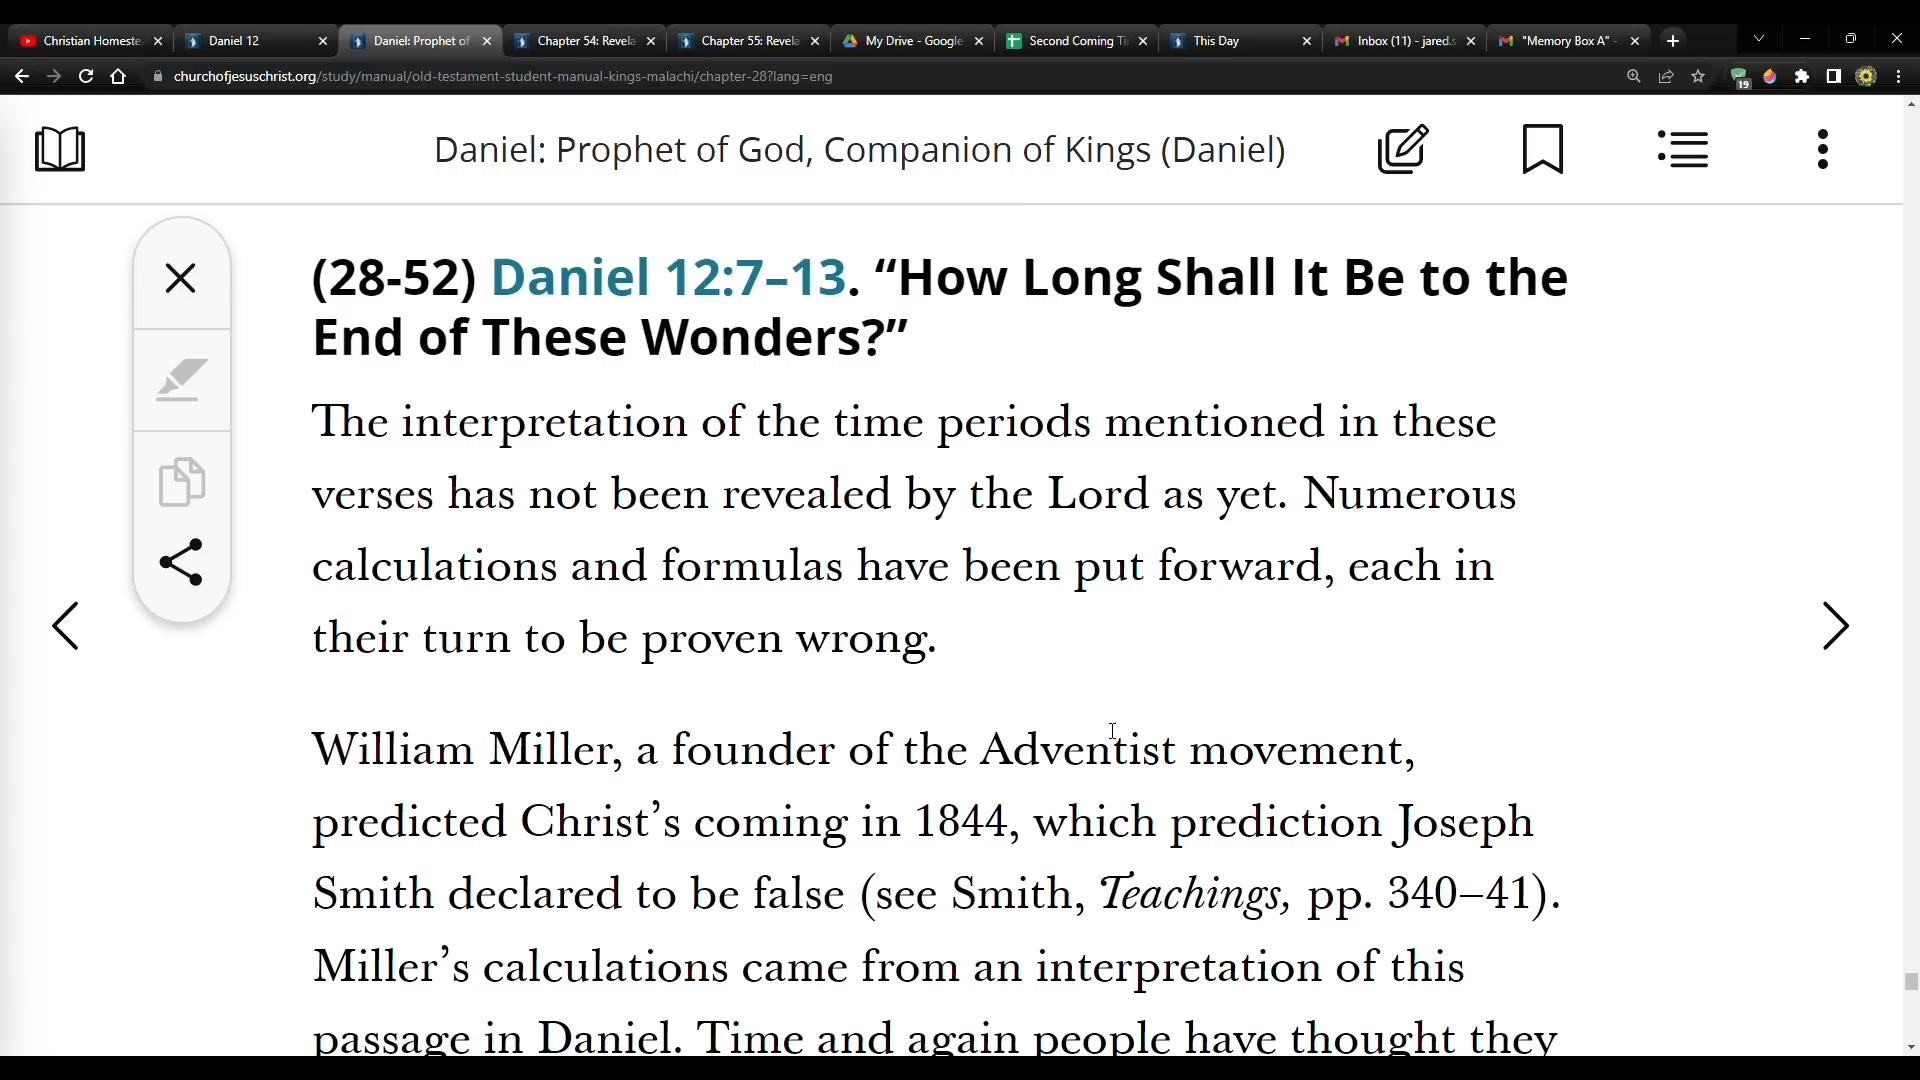 Christian Homeste
Daniel 12
Daniel: Prophet of
Chapter 54: Revela
Chapter 55: Revela
My Drive - Google
Second Coming Ti
This Day
Inbox (11) - jared.s
"Memory Box A" -
churchofjesuschrist.org/study/manual/old-testament-student-manual-kings-malachi/chapter-28?lang=eng
19
Daniel: Prophet of God, Companion of Kings (Daniel)
(28-52) Daniel 12:7–13. “How Long Shall It Be to the
End of These Wonders?”
The interpretation of the time periods mentioned in these
verses has not been revealed by the Lord as yet. Numerous
calculations and formulas have been put forward, each in
their turn to be proven wrong.
William Miller, a founder of the Adventist movement,
predicted Christ’s coming in 1844, which prediction Joseph
Smith declared to be false (see Smith, Teachings, pp. 340–41).
Miller’s calculations came from an interpretation of this
passage in Daniel. Time and again people have thought they